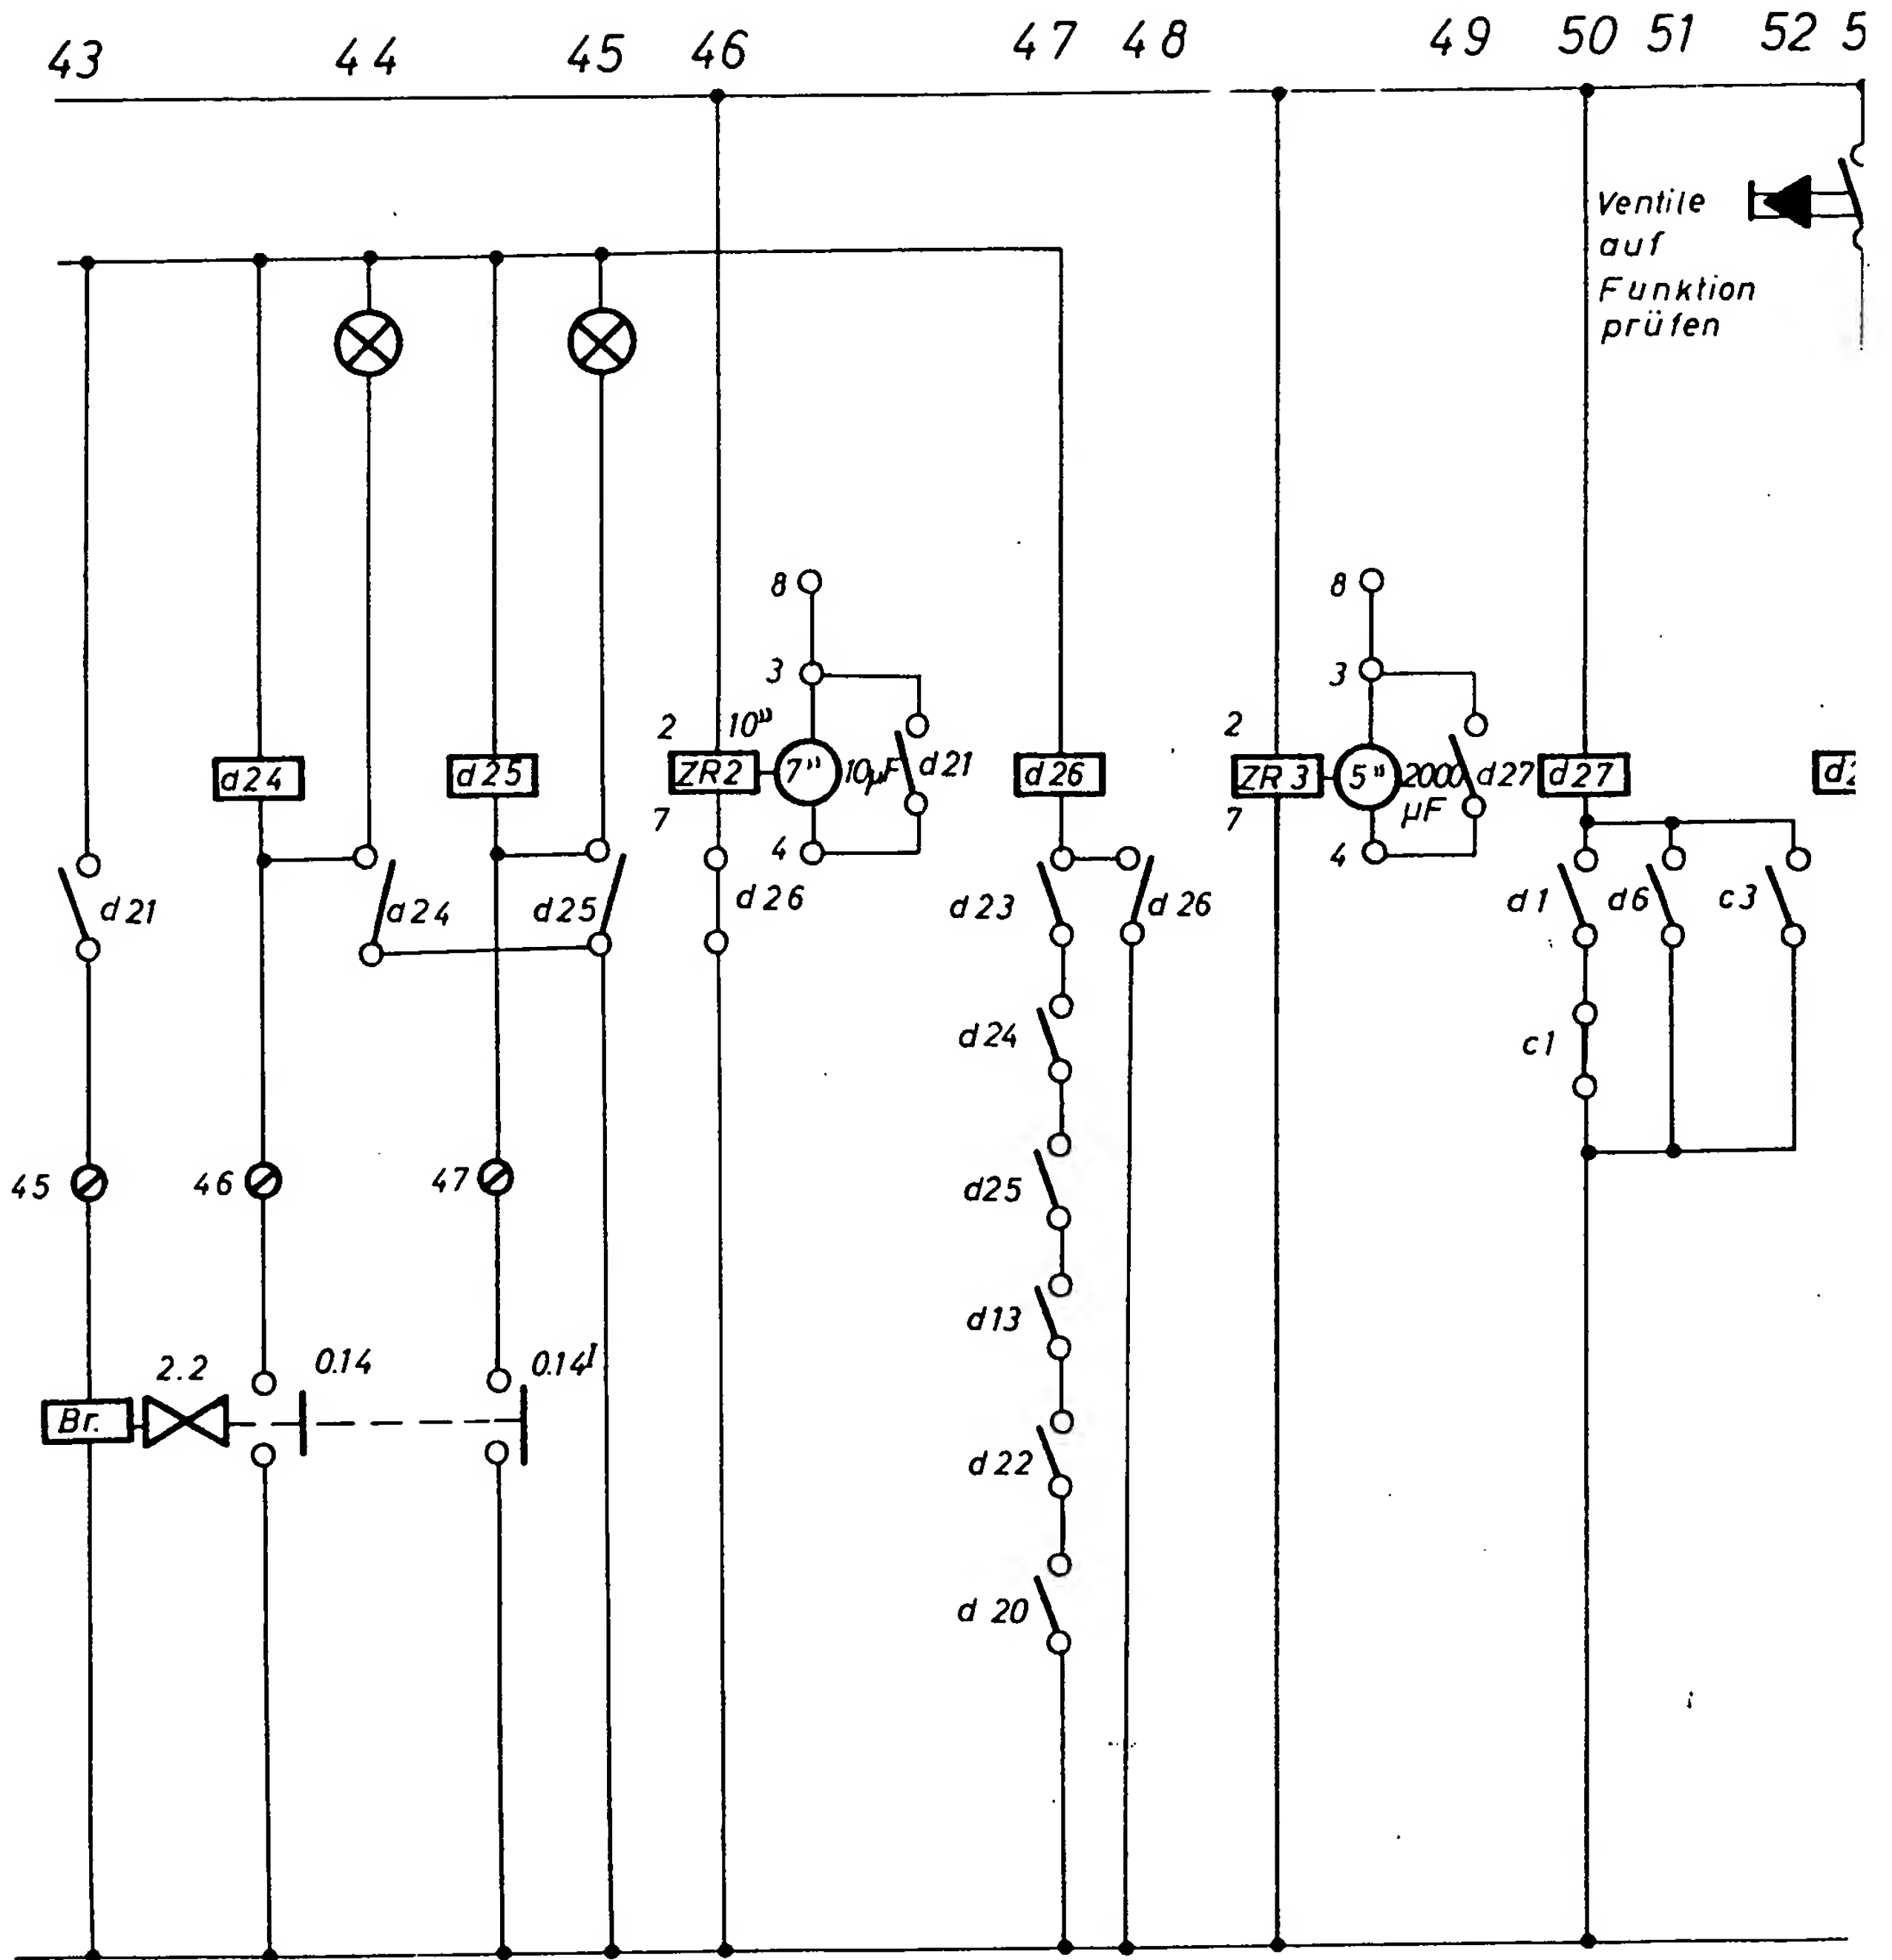 43 44 45 46 47 48 49 50 51 52 5
Ventile
auf
Funktion
prüfen
8 8
3 3
2 10" 2
d24 d25 ZR2 7" 10µF d21 d26 ZR3 5" 2000 µF d27 d27
7 7
4 4
d21 d24 d25 d26 d23 d26 d1 d6 c3
d24 c1
45 46 47 d25
d13
2.2 0.14 0.14I
Br.
d22
d20